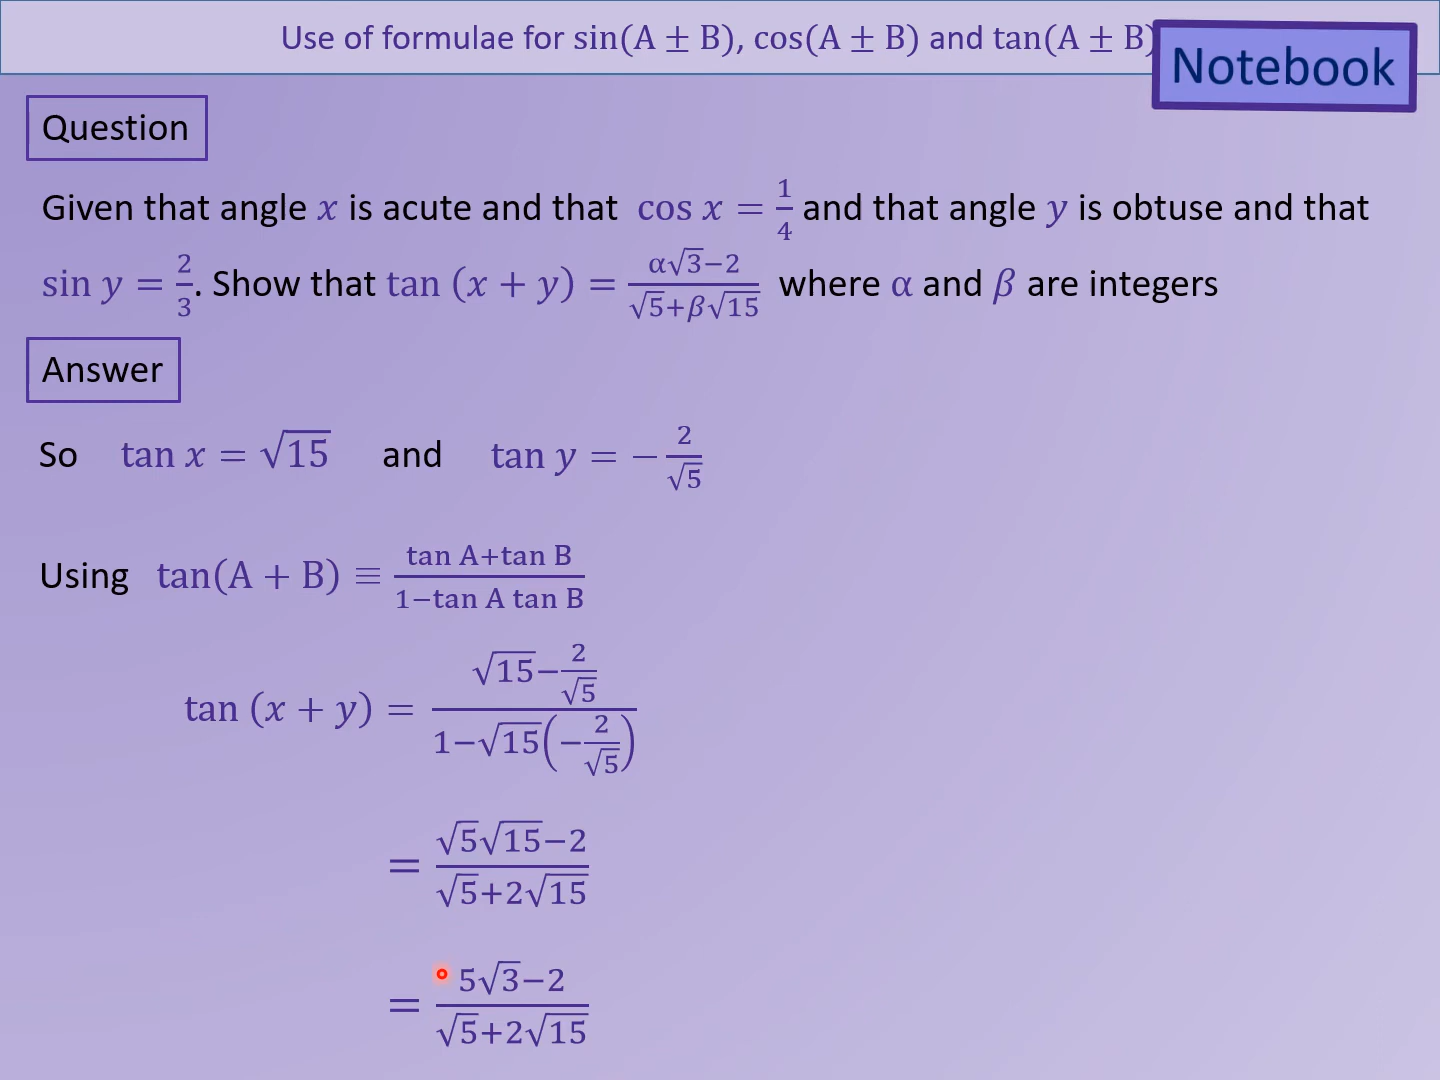 Use of formulae for sin(A ± B), cos(A ± B) and tan(A ± B)
Notebook
Question
Given that angle x is acute and that cos x = 1/4 and that angle y is obtuse and that
sin y = 2/3. Show that tan (x + y) = (α√3−2)/(√5+β√15) where α and β are integers
Answer
So tan x = √15 and tan y = − 2/√5
Using tan(A + B) ≡ (tan A+tan B)/(1−tan A tan B)
tan (x + y) = (√15−2/√5)/(1−√15(−2/√5))
= (√5√15−2)/(√5+2√15)
= (5√3−2)/(√5+2√15)